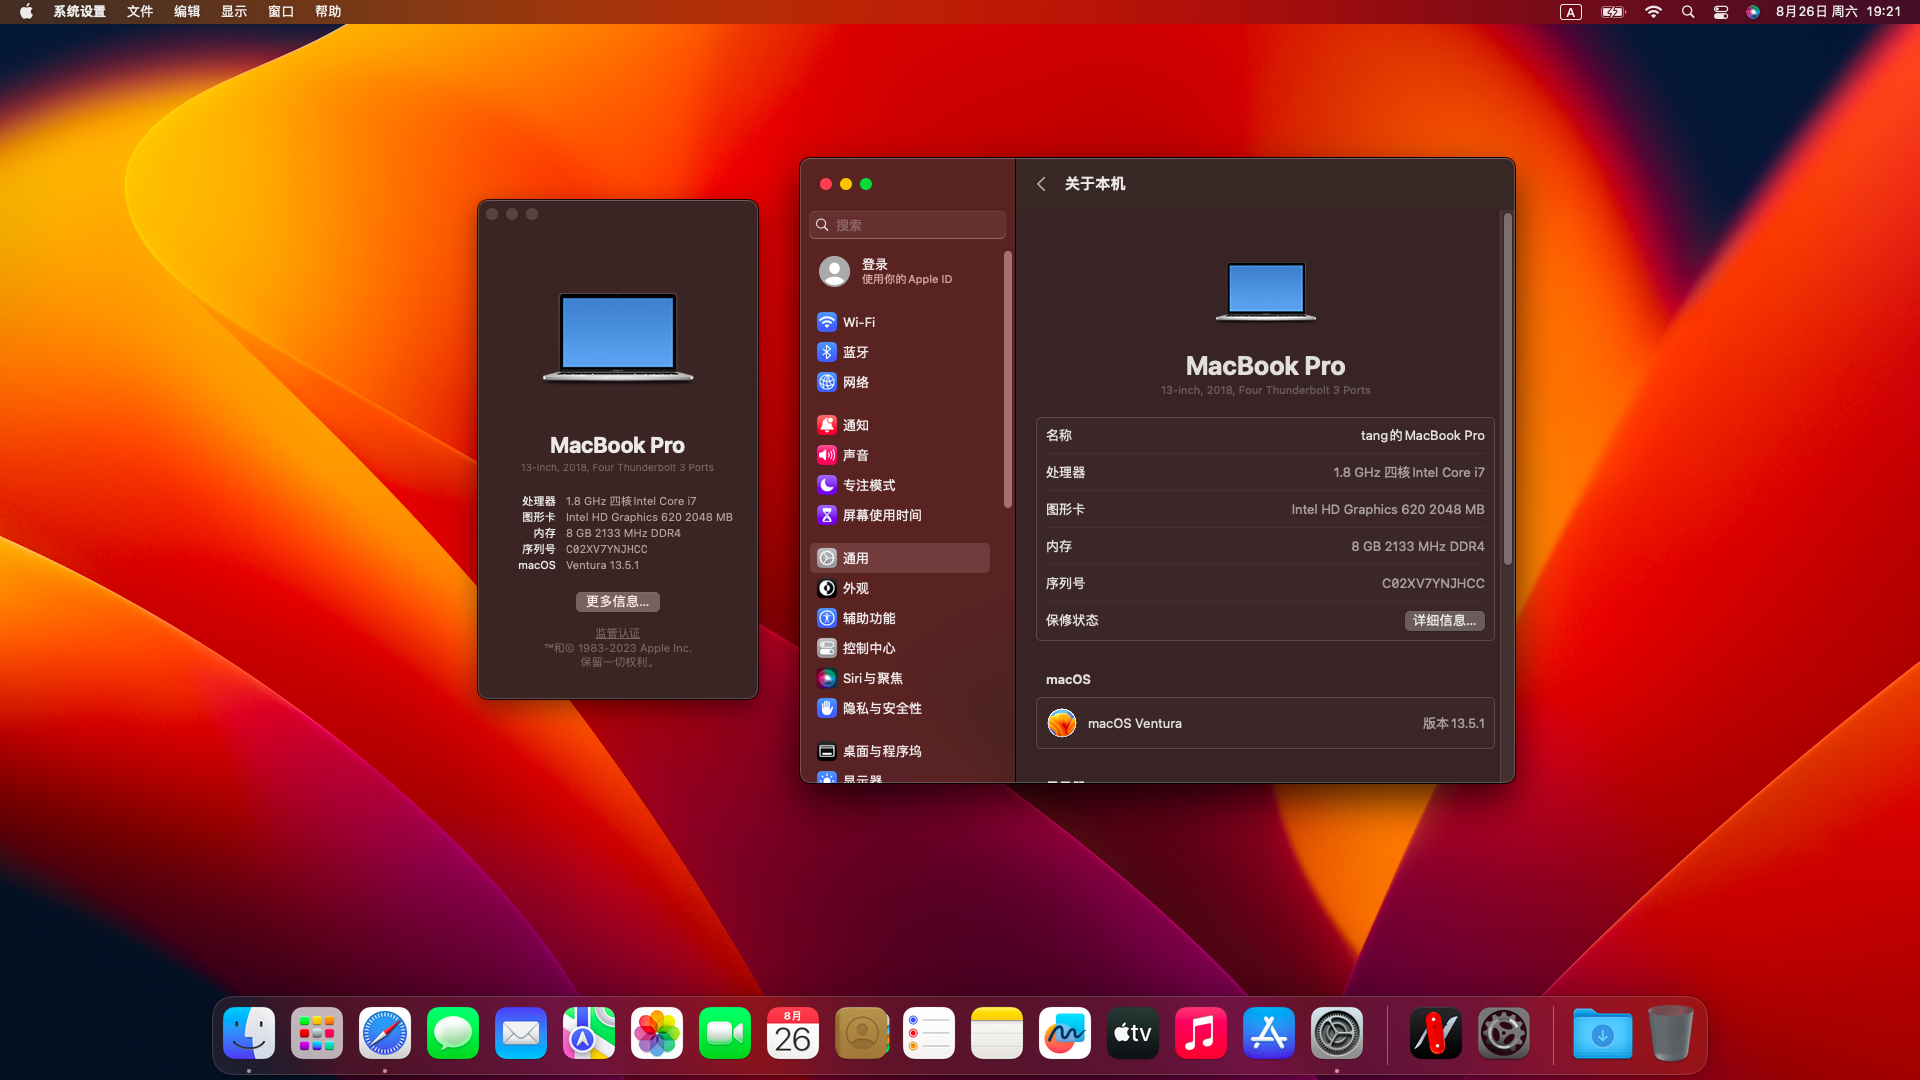 系统设置 文件 编辑 显示 窗口 帮助
A
8月26日 周六 19:21
MacBook Pro
13-inch, 2018, Four Thunderbolt 3 Ports
处理器 1.8 GHz 四核Intel Core i7
图形卡 Intel HD Graphics 620 2048 MB
内存 8 GB 2133 MHz DDR4
序列号 C02XV7YNJHCC
macOS Ventura 13.5.1
更多信息...
监管认证
™和© 1983-2023 Apple Inc.
保留一切权利。
搜索
登录
使用你的 Apple ID
Wi-Fi
蓝牙
网络
通知
声音
专注模式
屏幕使用时间
通用
外观
辅助功能
控制中心
Siri与聚焦
隐私与安全性
桌面与程序坞
显示器
关于本机
MacBook Pro
13-inch, 2018, Four Thunderbolt 3 Ports
名称 tang的MacBook Pro
处理器 1.8 GHz 四核Intel Core i7
图形卡 Intel HD Graphics 620 2048 MB
内存 8 GB 2133 MHz DDR4
序列号 C02XV7YNJHCC
保修状态 详细信息...
macOS
macOS Ventura 版本13.5.1
8月
26
tv